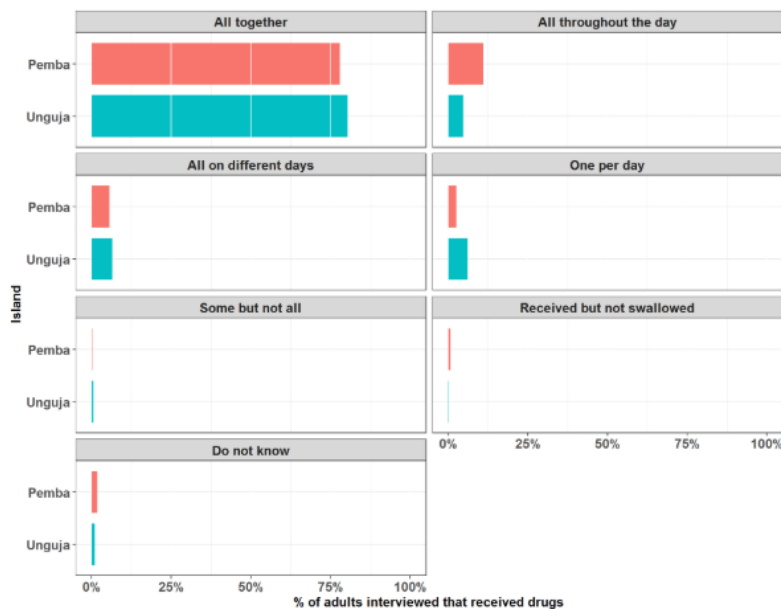 All together
All throughout the day
Pemba
Unguja
All on different days
One per day
Pemba
Unguja
Island
Some but not all
Received but not swallowed
Pemba
Unguja
0% 25% 50% 75% 100%
Do not know
Pemba
Unguja
0% 25% 50% 75% 100%
% of adults interviewed that received drugs